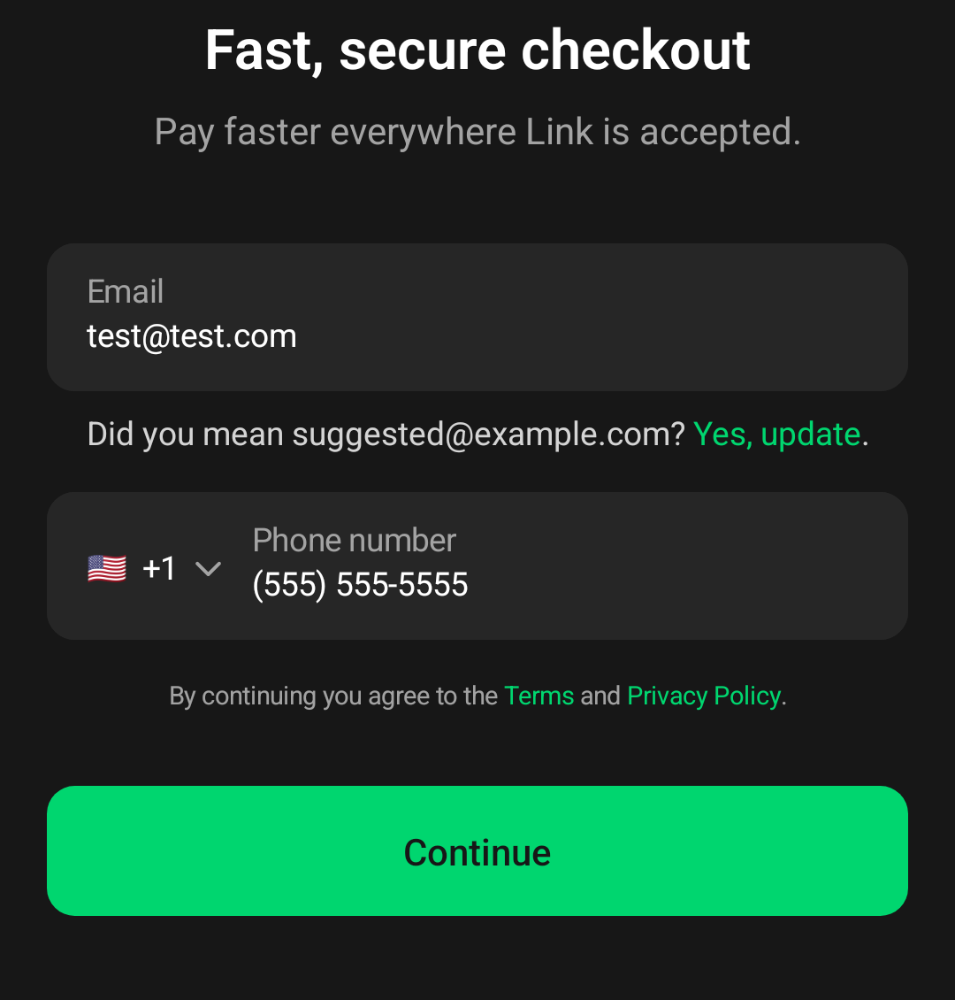 Fast, secure checkout
Pay faster everywhere Link is accepted.
Email
test@test.com
Did you mean suggested@example.com? Yes, update.
Phone number
+1 (555) 555-5555
By continuing you agree to the Terms and Privacy Policy.
Continue